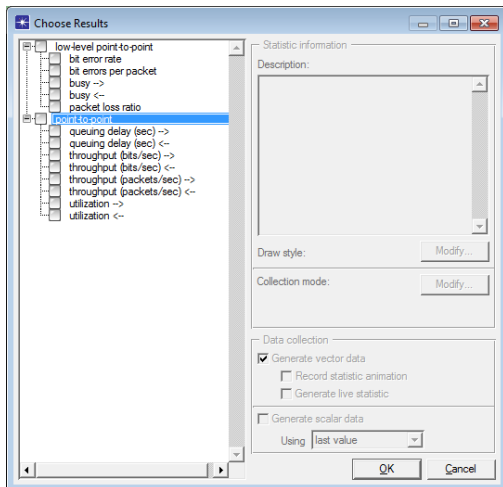 Choose Results
low-level point-to-point
bit error rate
bit errors per packet
busy -->
busy <--
packet loss ratio
point-to-point
queuing delay (sec) -->
queuing delay (sec) <--
throughput (bits/sec) -->
throughput (bits/sec) <--
throughput (packets/sec) -->
throughput (packets/sec) <--
utilization -->
utilization <--
Statistic information
Description:
Draw style:
Modify...
Collection mode:
Modify...
Data collection
Generate vector data
Record statistic animation
Generate live statistic
Generate scalar data
Using last value
OK Cancel